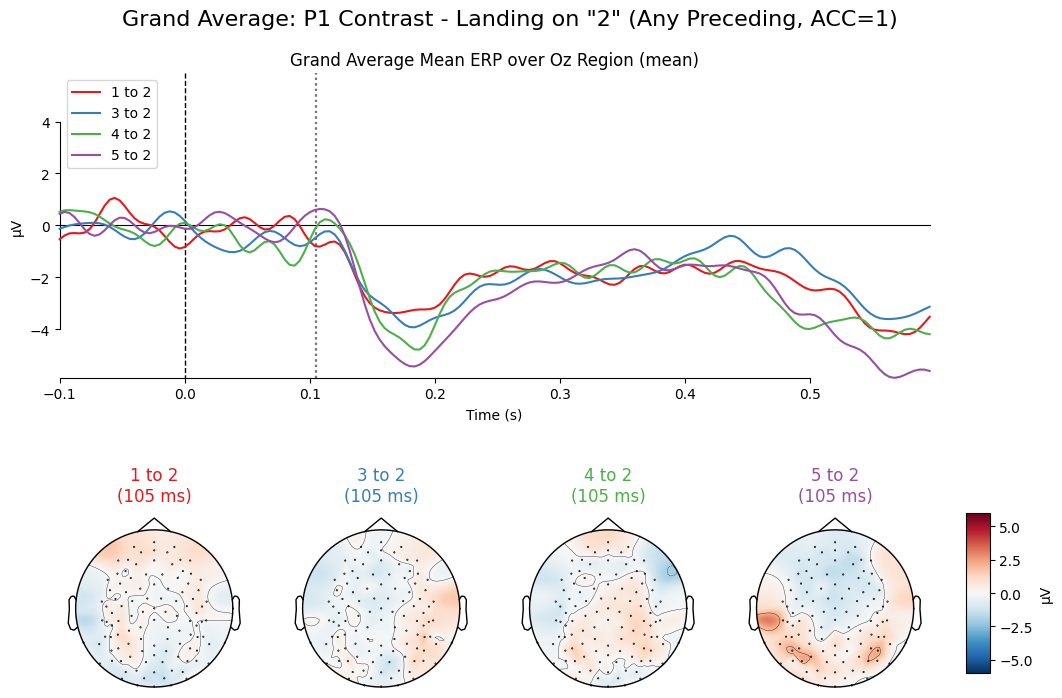 Grand Average: P1 Contrast - Landing on "2" (Any Preceding, ACC=1)
Grand Average Mean ERP over Oz Region (mean)
1 to 2
3 to 2
4 to 2
5 to 2
4
2
0
−2
−4
µV
−0.1 0.0 0.1 0.2 0.3 0.4 0.5
Time (s)
1 to 2
(105 ms)
3 to 2
(105 ms)
4 to 2
(105 ms)
5 to 2
(105 ms)
5.0
2.5
0.0
−2.5
−5.0
µV